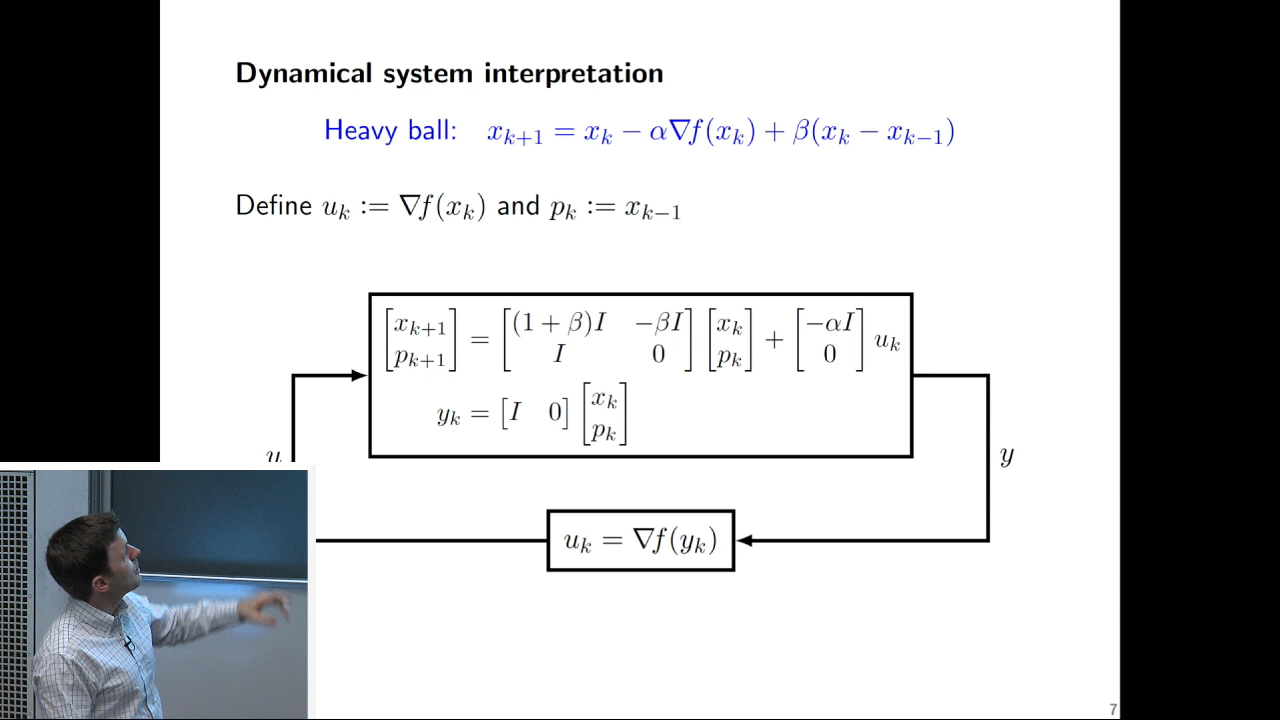 Dynamical system interpretation
Heavy ball: x_{k+1} = x_k − α∇f(x_k) + β(x_k − x_{k−1})
Define u_k := ∇f(x_k) and p_k := x_{k−1}
[x_{k+1}; p_{k+1}] = [(1 + β)I −βI; I 0] [x_k; p_k] + [−αI; 0] u_k
y_k = [I 0] [x_k; p_k]
u
y
u_k = ∇f(y_k)
7